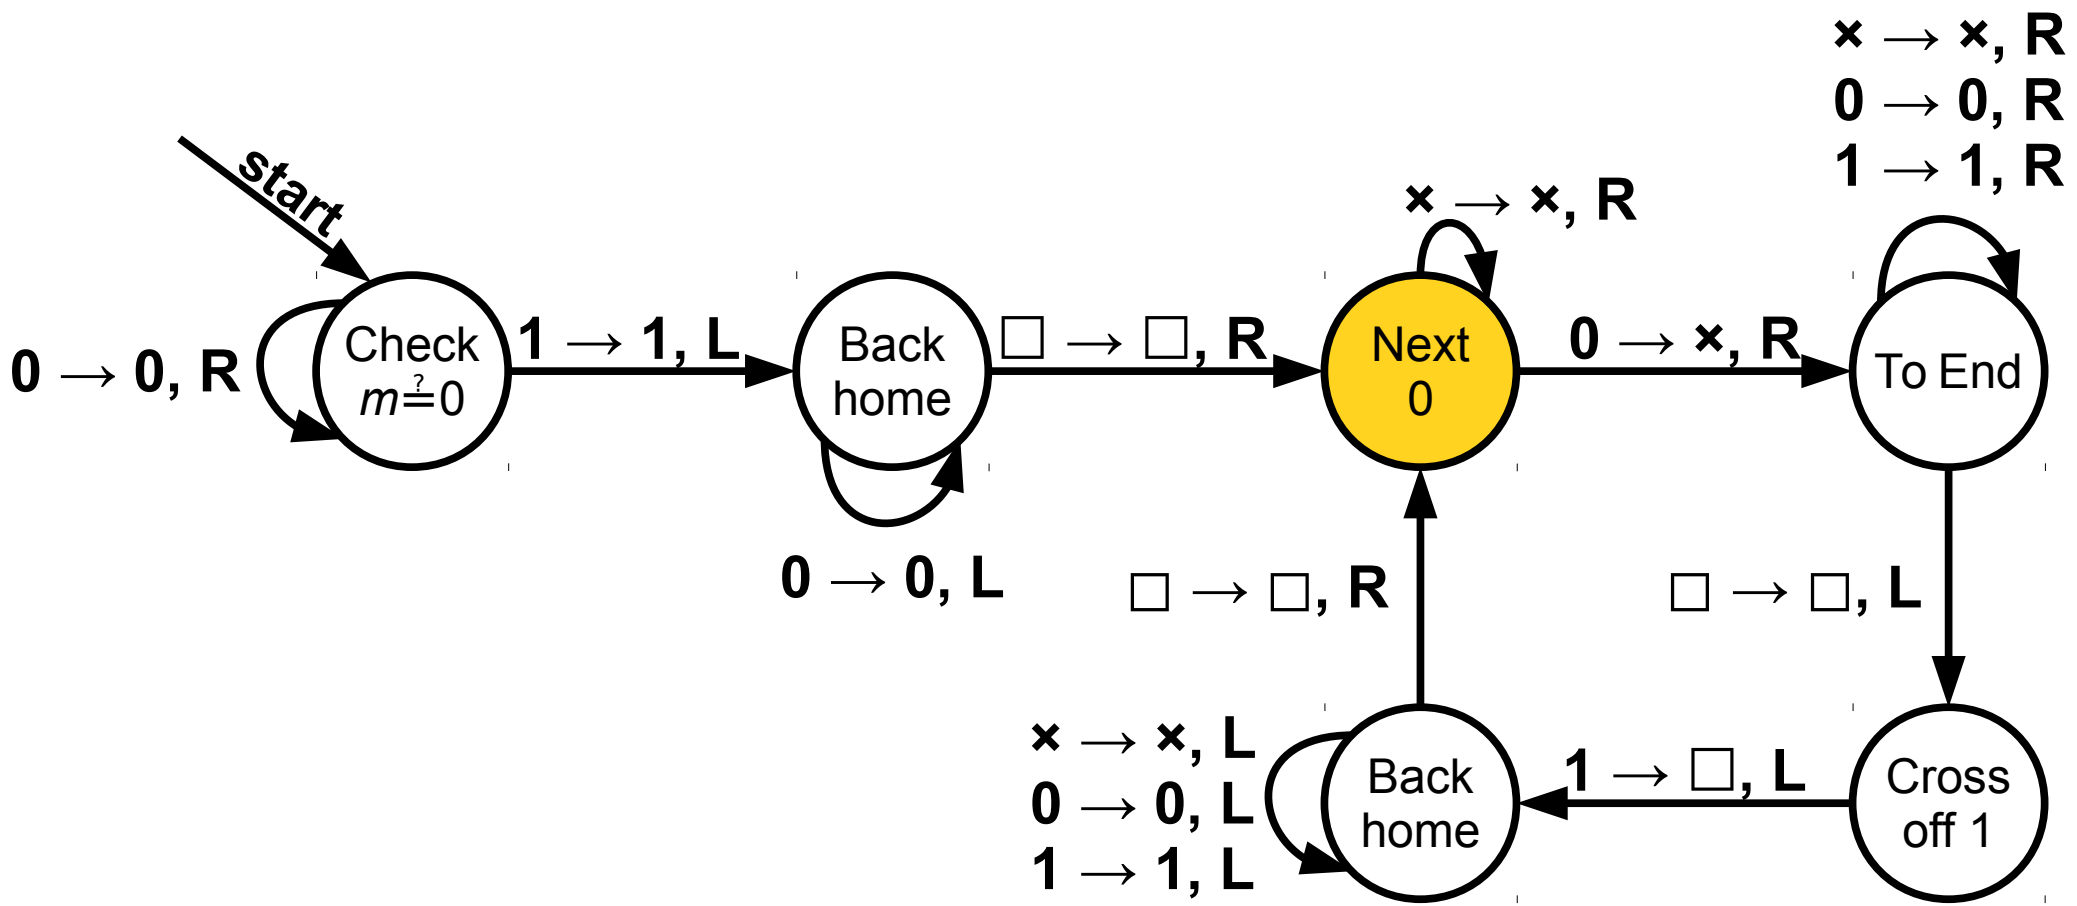 × → ×, R
0 → 0, R
1 → 1, R
start
× → ×, R
0 → 0, R
Check
m≟0
1 → 1, L
Back
home
□ → □, R
Next
0
0 → ×, R
To End
0 → 0, L
□ → □, R
□ → □, L
× → ×, L
0 → 0, L
1 → 1, L
Back
home
1 → □, L
Cross
off 1